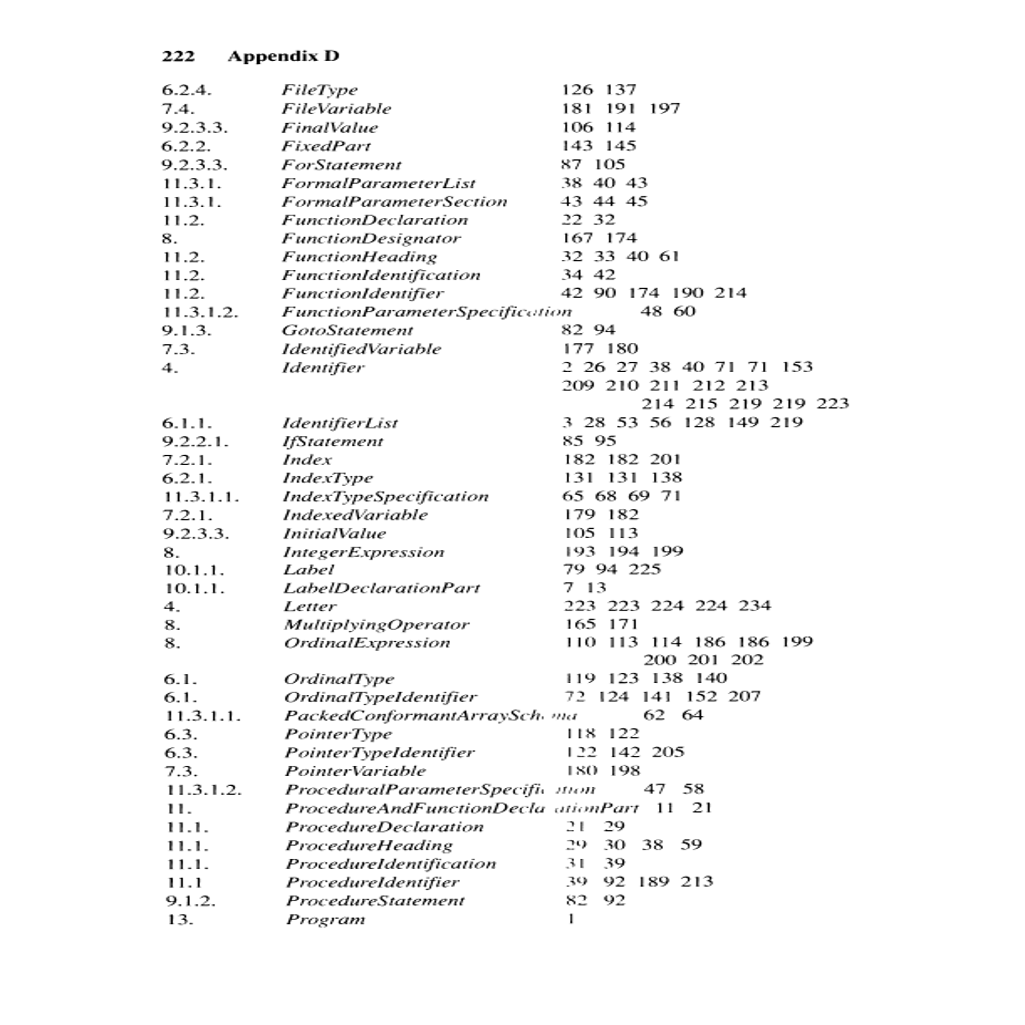 222 Appendix D
6.2.4. FileType 126 137
7.4. FileVariable 181 191 197
9.2.3.3. FinalValue 106 114
6.2.2. FixedPart 143 145
9.2.3.3. ForStatement 87 105
11.3.1. FormalParameterList 38 40 43
11.3.1. FormalParameterSection 43 44 45
11.2. FunctionDeclaration 22 32
8. FunctionDesignator 167 174
11.2. FunctionHeading 32 33 40 61
11.2. FunctionIdentification 34 42
11.2. FunctionIdentifier 42 90 174 190 214
11.3.1.2. FunctionParameterSpecification 48 60
9.1.3. GotoStatement 82 94
7.3. IdentifiedVariable 177 180
4. Identifier 2 26 27 38 40 71 71 153
209 210 211 212 213
214 215 219 219 223
6.1.1. IdentifierList 3 28 53 56 128 149 219
9.2.2.1. IfStatement 85 95
7.2.1. Index 182 182 201
6.2.1. IndexType 131 131 138
11.3.1.1. IndexTypeSpecification 65 68 69 71
7.2.1. IndexedVariable 179 182
9.2.3.3. InitialValue 105 113
8. IntegerExpression 193 194 199
10.1.1. Label 79 94 225
10.1.1. LabelDeclarationPart 7 13
4. Letter 223 223 224 224 234
8. MultiplyingOperator 165 171
8. OrdinalExpression 110 113 114 186 186 199
200 201 202
6.1. OrdinalType 119 123 138 140
6.1. OrdinalTypeIdentifier 72 124 141 152 207
11.3.1.1. PackedConformantArraySchema 62 64
6.3. PointerType 118 122
6.3. PointerTypeIdentifier 122 142 205
7.3. PointerVariable 180 198
11.3.1.2. ProceduralParameterSpecification 47 58
11. ProcedureAndFunctionDeclarationPart 11 21
11.1. ProcedureDeclaration 21 29
11.1. ProcedureHeading 29 30 38 59
11.1. ProcedureIdentification 31 39
11.1 ProcedureIdentifier 39 92 189 213
9.1.2. ProcedureStatement 82 92
13. Program 1